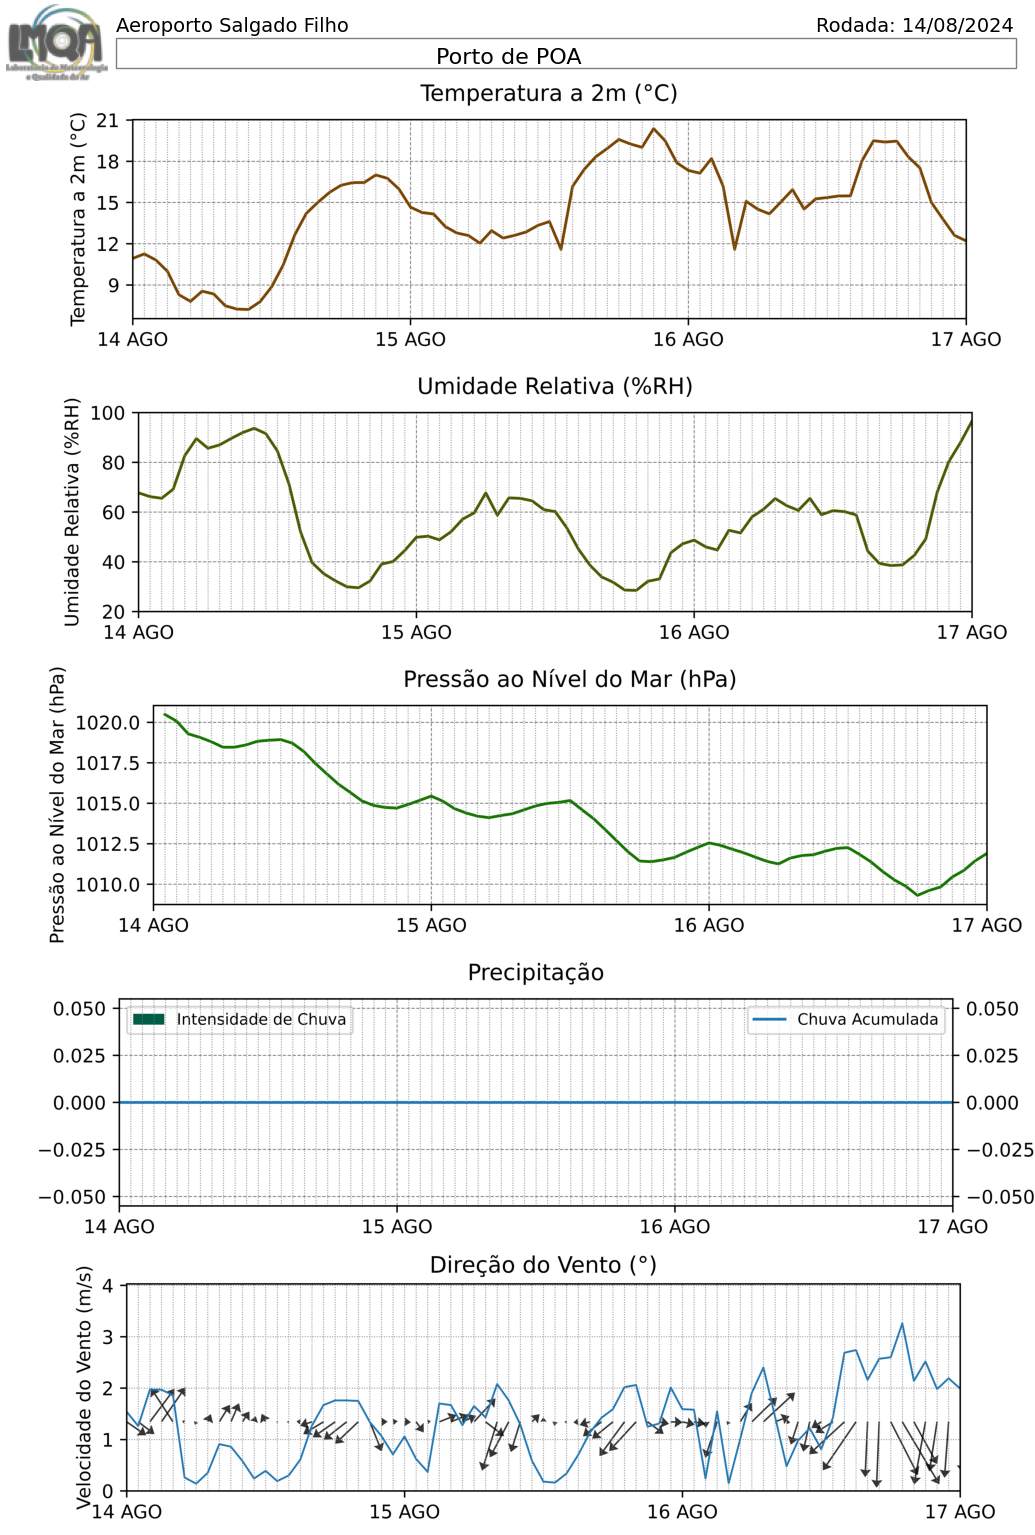 LMQA
Laboratório de Meteorologia
e Qualidade do Ar
Aeroporto Salgado Filho
Rodada: 14/08/2024
Porto de POA
Temperatura a 2m (°C)
Temperatura a 2m (°C)
21
18
15
12
9
14 AGO 15 AGO 16 AGO 17 AGO
Umidade Relativa (%RH)
Umidade Relativa (%RH)
100
80
60
40
20
14 AGO 15 AGO 16 AGO 17 AGO
Pressão ao Nível do Mar (hPa)
Pressão ao Nível do Mar (hPa)
1020.0
1017.5
1015.0
1012.5
1010.0
14 AGO 15 AGO 16 AGO 17 AGO
Precipitação
0.050 0.050
Intensidade de Chuva Chuva Acumulada
0.025 0.025
0.000 0.000
−0.025 −0.025
−0.050 −0.050
14 AGO 15 AGO 16 AGO 17 AGO
Direção do Vento (°)
Velocidade do Vento (m/s)
4
3
2
1
0
14 AGO 15 AGO 16 AGO 17 AGO